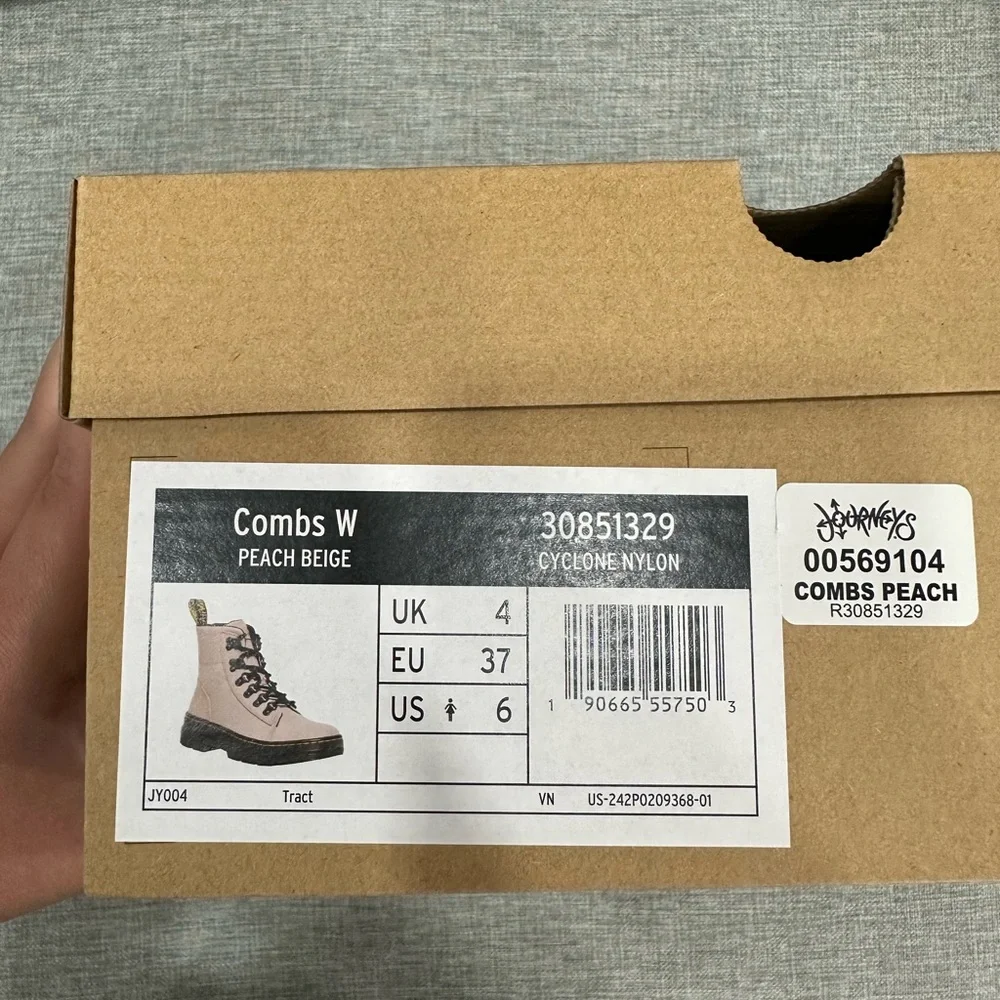 Combs W
PEACH BEIGE
30851329
CYCLONE NYLON
UK 4
EU 37
US 6
1 90665 55750 3
JY004 Tract VN US-242P0209368-01
JOURNEYS
00569104
COMBS PEACH
R30851329